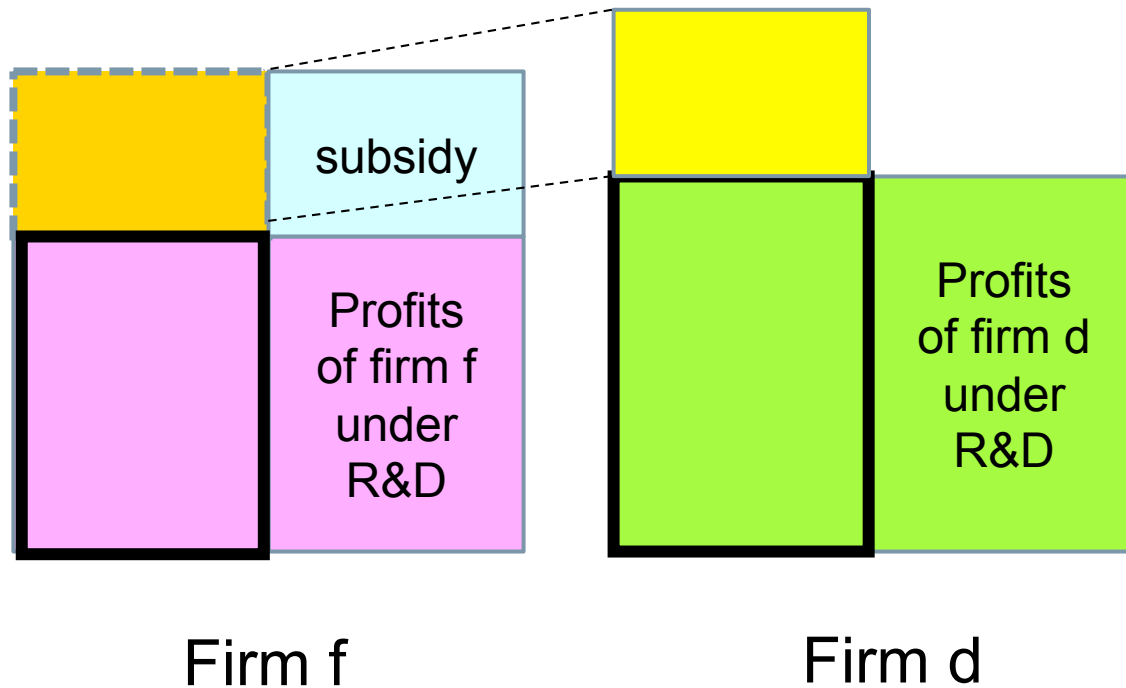 subsidy
Profits
of firm f
under
R&D
Profits
of firm d
under
R&D
Firm f
Firm d